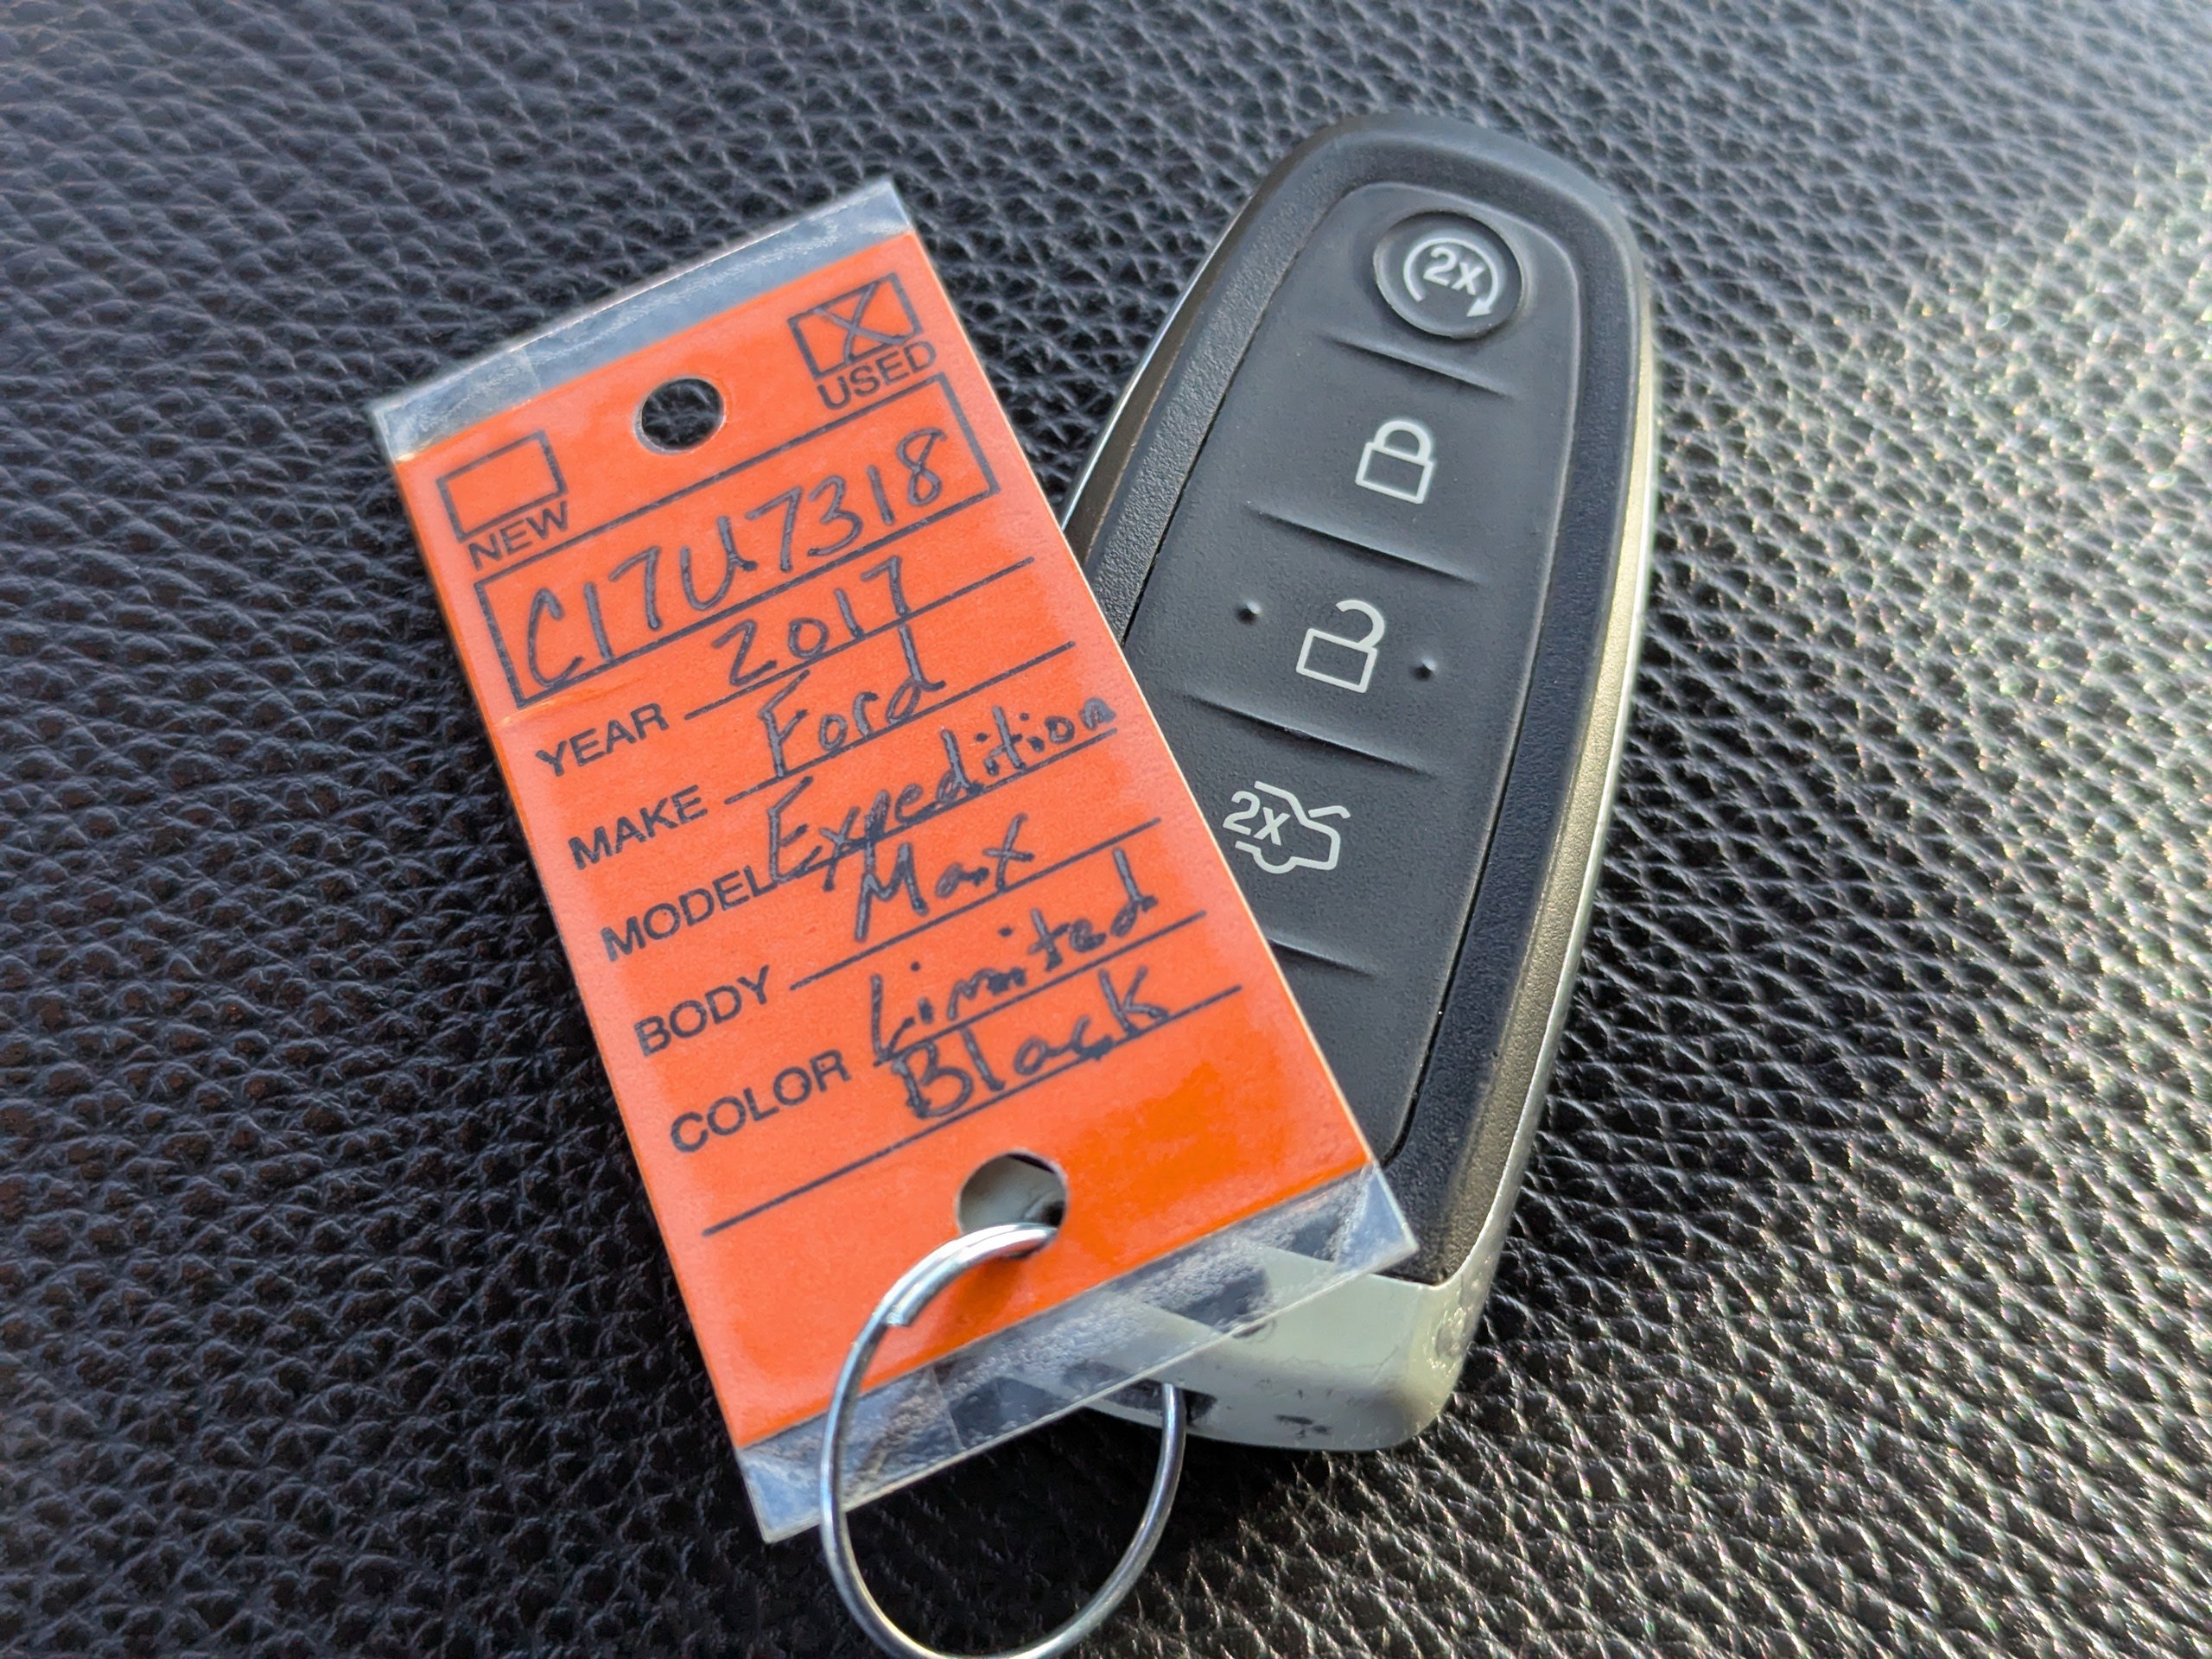 USED
NEW
C17U7318
YEAR 2017
MAKE Ford
MODEL Expedition
BODY Max
COLOR Limited
Black
2x
2x